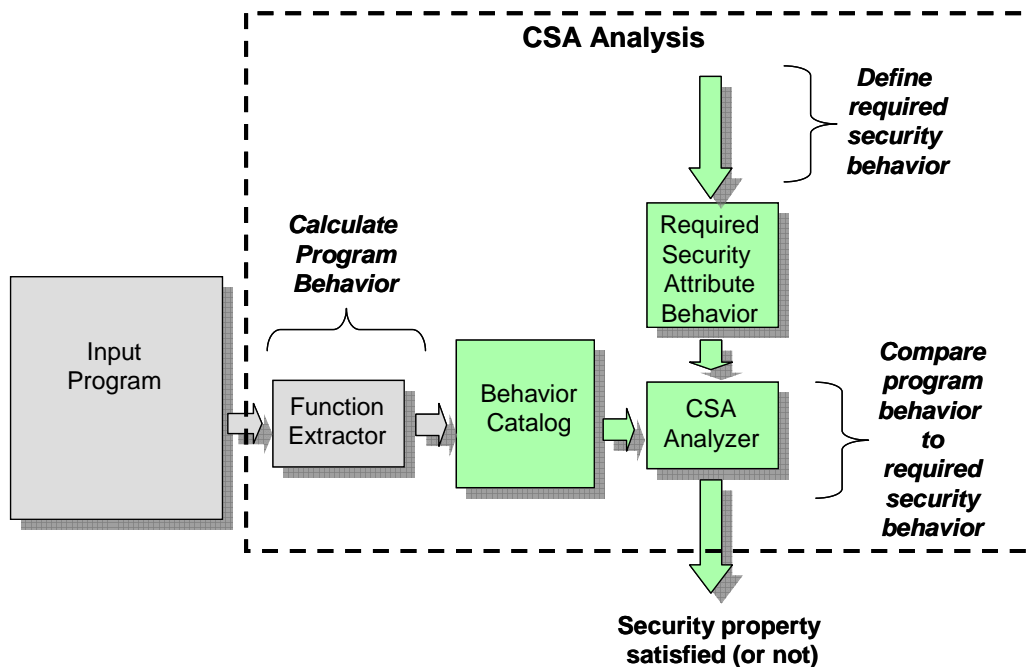 CSA Analysis
Define
required
security
behavior
Required
Security
Attribute
Behavior
Calculate
Program
Behavior
Input
Program
Function
Extractor
Behavior
Catalog
CSA
Analyzer
Compare
program
behavior
to
required
security
behavior
Security property
satisfied (or not)